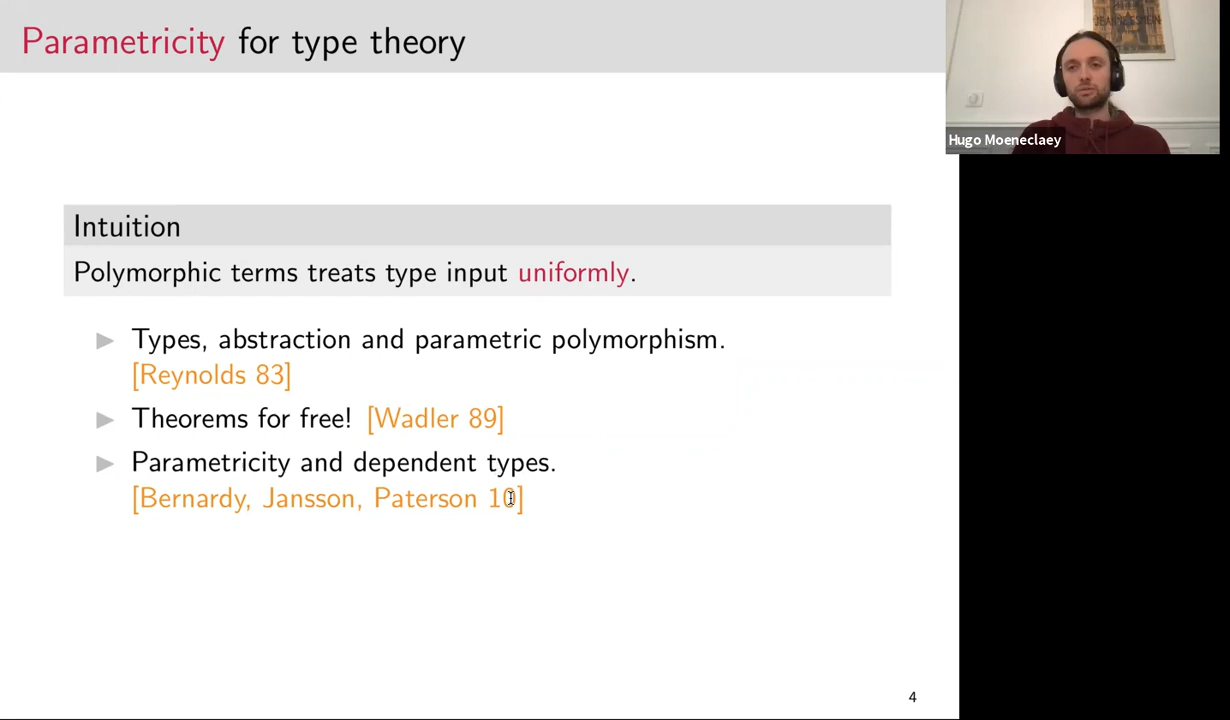 Parametricity for type theory
Hugo Moeneclaey
Intuition
Polymorphic terms treats type input uniformly.
Types, abstraction and parametric polymorphism.
[Reynolds 83]
Theorems for free! [Wadler 89]
Parametricity and dependent types.
[Bernardy, Jansson, Paterson 10]
4